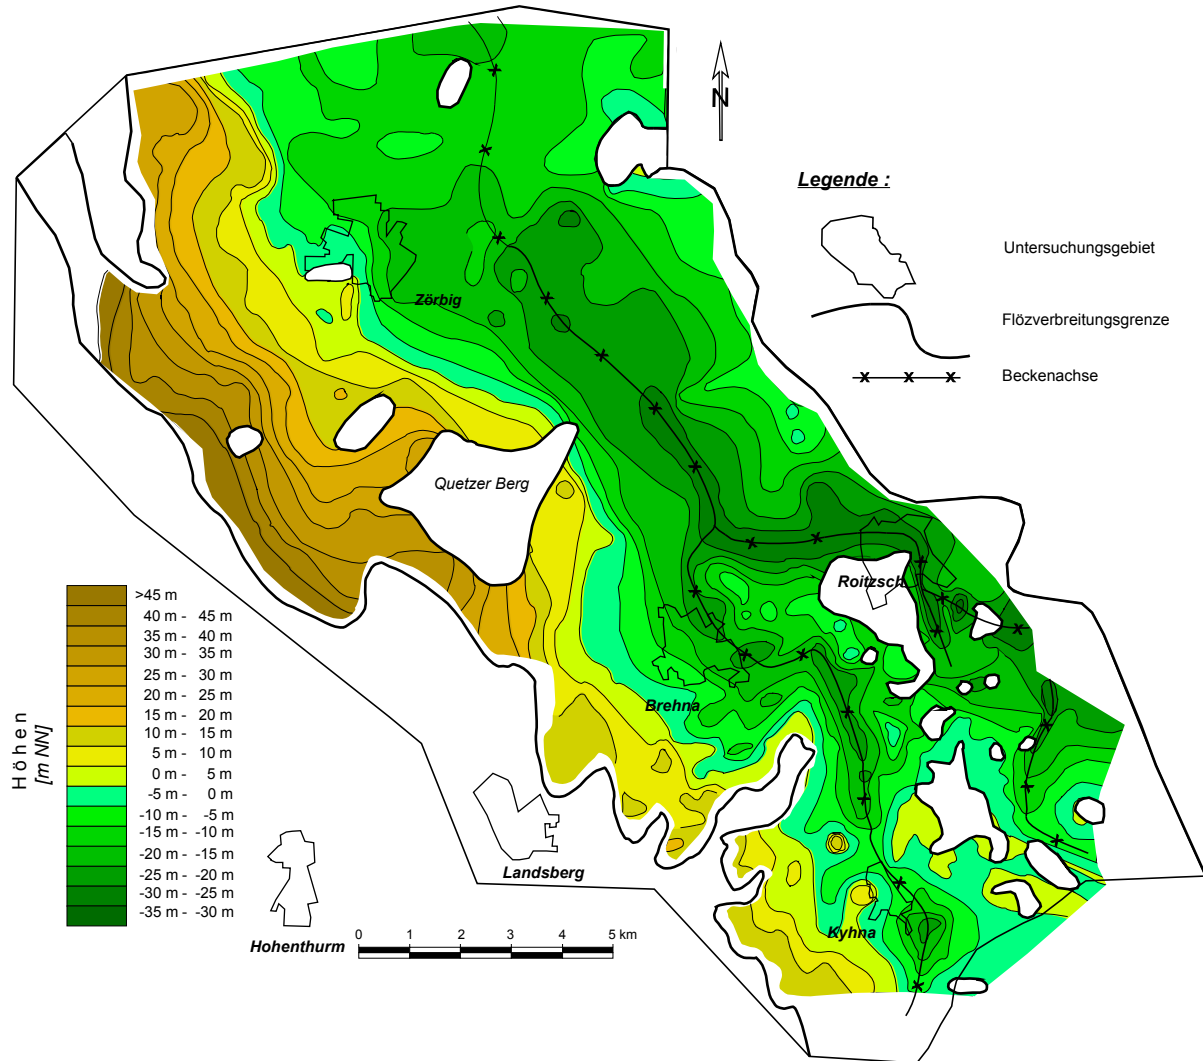 N
Legende :
Untersuchungsgebiet
Flözverbreitungsgrenze
x x x
Beckenachse
Zörbig
Quetzer Berg
Roitzsch
Brehna
Landsberg
Kyhna
Hohenthurm
Höhen
[m NN]
>45 m
40 m - 45 m
35 m - 40 m
30 m - 35 m
25 m - 30 m
20 m - 25 m
15 m - 20 m
10 m - 15 m
5 m - 10 m
0 m - 5 m
-5 m - 0 m
-10 m - -5 m
-15 m - -10 m
-20 m - -15 m
-25 m - -20 m
-30 m - -25 m
-35 m - -30 m
0 1 2 3 4 5 km